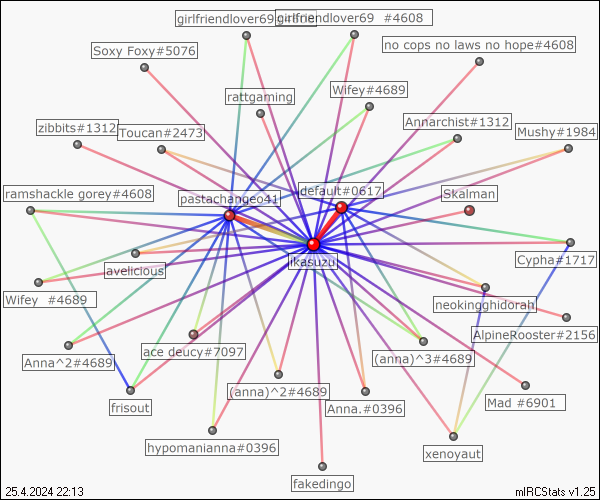 girlfriendlover69
girlfriendlover69   #4608
Soxy Foxy#5076
no cops no laws no hope#4608
rattgaming
Wifey#4689
zibbits#1312
Toucan#2473
Annarchist#1312
Mushy#1984
ramshackle gorey#4608
pastachangeo41
default#0617
Skalman
avelicious
ikasuzu
Cypha#1717
Wifey   #4689
neokingghidorah
AlpineRooster#2156
Anna^2#4689
ace deucy#7097
(anna)^3#4689
(anna)^2#4689
Anna.#0396
Mad #6901
frisout
hypomanianna#0396
xenoyaut
fakedingo
25.4.2024 22:13
mIRCStats v1.25